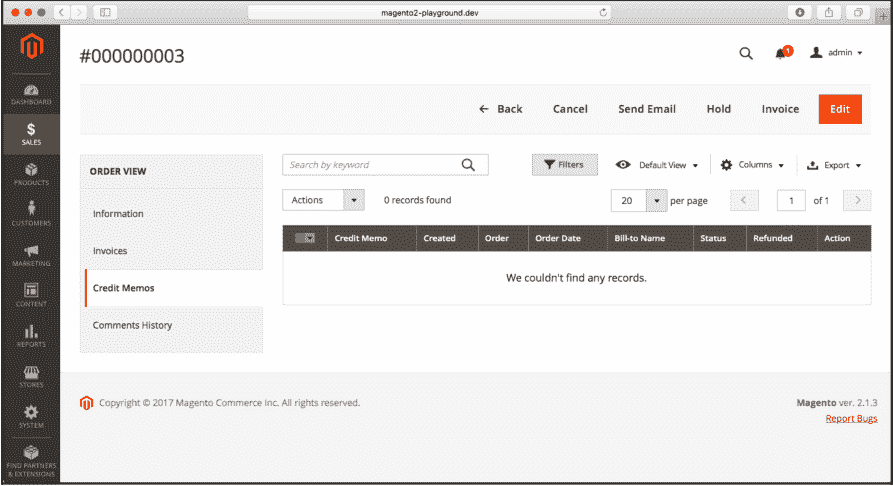 magento2-playground.dev
#000000003
1
admin
← Back Cancel Send Email Hold Invoice Edit
DASHBOARD
$
SALES
PRODUCTS
CUSTOMERS
MARKETING
CONTENT
REPORTS
STORES
SYSTEM
FIND PARTNERS
& EXTENSIONS
ORDER VIEW
Information
Invoices
Credit Memos
Comments History
Search by keyword
Filters Default View Columns Export
Actions 0 records found 20 per page 1 of 1
Credit Memo Created Order Order Date Bill-to Name Status Refunded Action
We couldn't find any records.
Copyright © 2017 Magento Commerce Inc. All rights reserved.
Magento ver. 2.1.3
Report Bugs